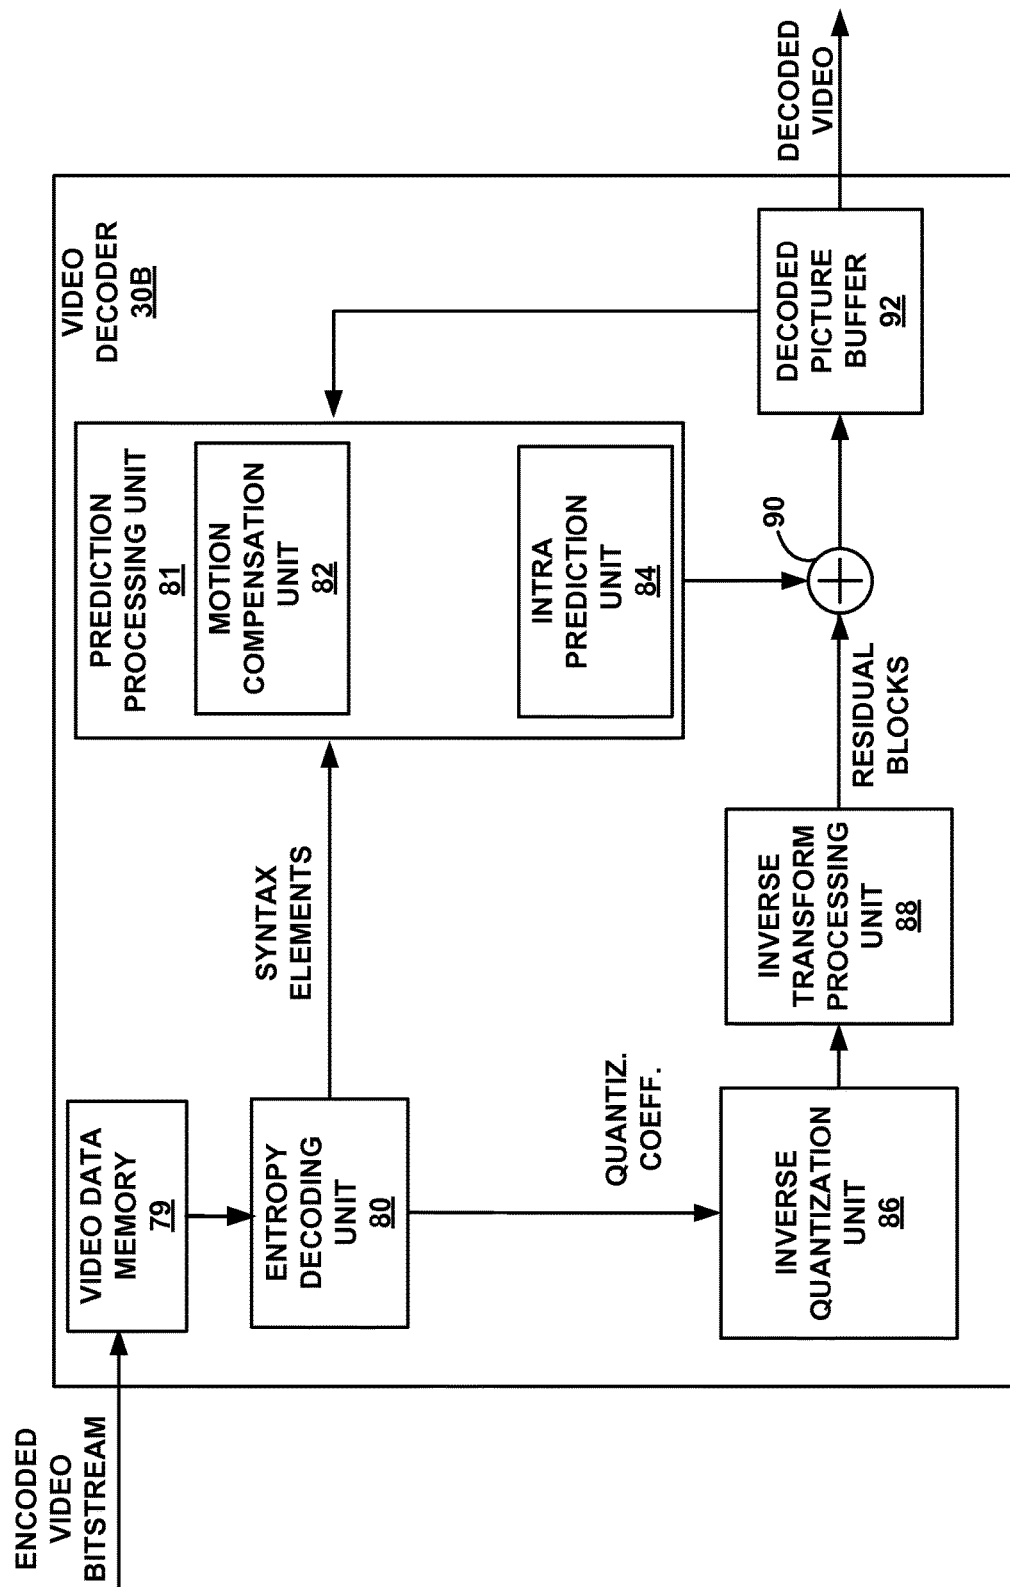 ENCODED
VIDEO
BITSTREAM
VIDEO
DECODER
30B
VIDEO DATA
MEMORY
79
ENTROPY
DECODING
UNIT
80
SYNTAX
ELEMENTS
PREDICTION
PROCESSING UNIT
81
MOTION
COMPENSATION
UNIT
82
INTRA
PREDICTION
UNIT
84
QUANTIZ.
COEFF.
INVERSE
QUANTIZATION
UNIT
86
INVERSE
TRANSFORM
PROCESSING
UNIT
88
RESIDUAL
BLOCKS
90
DECODED
PICTURE
BUFFER
92
DECODED
VIDEO